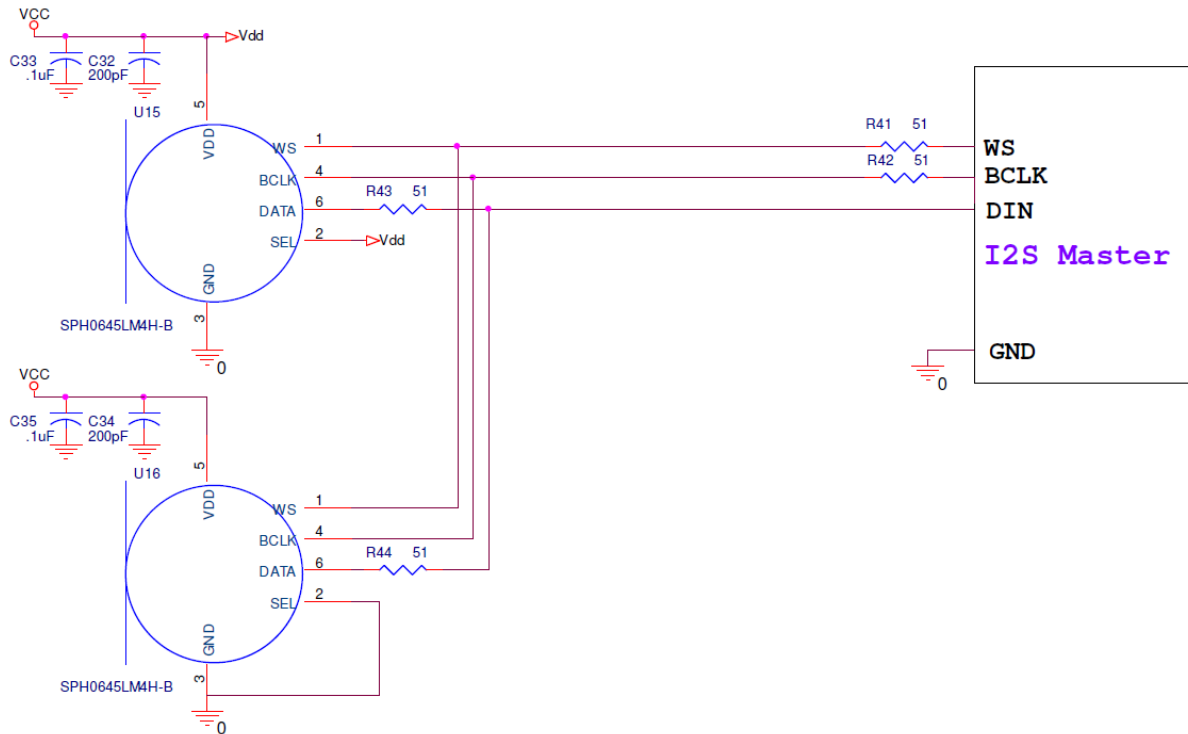 VCC
Vdd
C33
.1uF
C32
200pF
U15
5
VDD
WS
1
BCLK
4
DATA
6
SEL
2
Vdd
GND
3
SPH0645LM4H-B
0
R43 51
R41 51
R42 51
WS
BCLK
DIN
I2S Master
GND
0
VCC
C35
.1uF
C34
200pF
U16
5
VDD
WS
1
BCLK
4
DATA
6
R44 51
SEL
2
GND
3
SPH0645LM4H-B
0